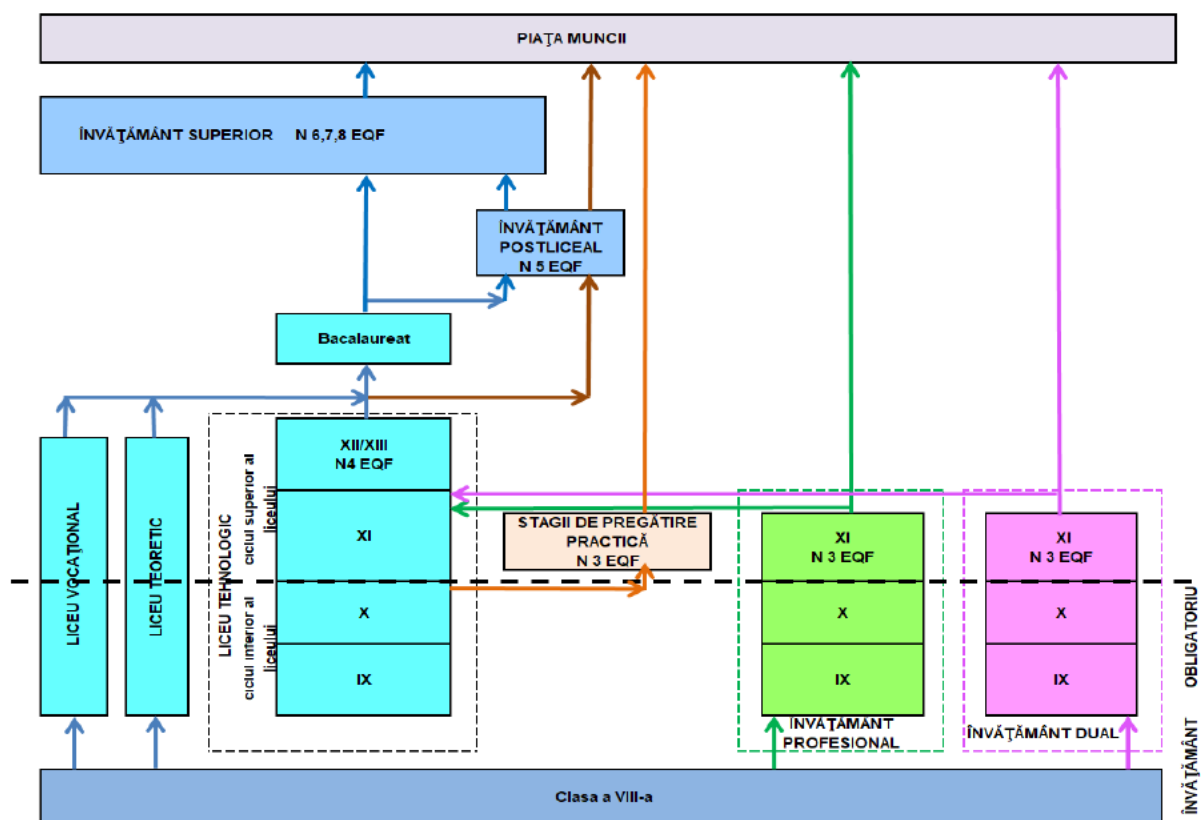 PIAŢA MUNCII
ÎNVĂŢĂMÂNT SUPERIOR N 6,7,8 EQF
ÎNVĂŢĂMÂNT
POSTLICEAL
N 5 EQF
Bacalaureat
LICEU VOCAŢIONAL
LICEU TEORETIC
LICEU TEHNOLOGIC
ciclul superior al
liceului
ciclul inferior al
liceului
XII/XIII
N4 EQF
XI
X
IX
STAGII DE PREGĂTIRE
PRACTICĂ
N 3 EQF
XI
N 3 EQF
X
IX
ÎNVĂŢĂMÂNT
PROFESIONAL
XI
N 3 EQF
X
IX
ÎNVĂŢĂMÂNT DUAL
ÎNVĂŢĂMÂNT OBLIGATORIU
Clasa a VIII-a